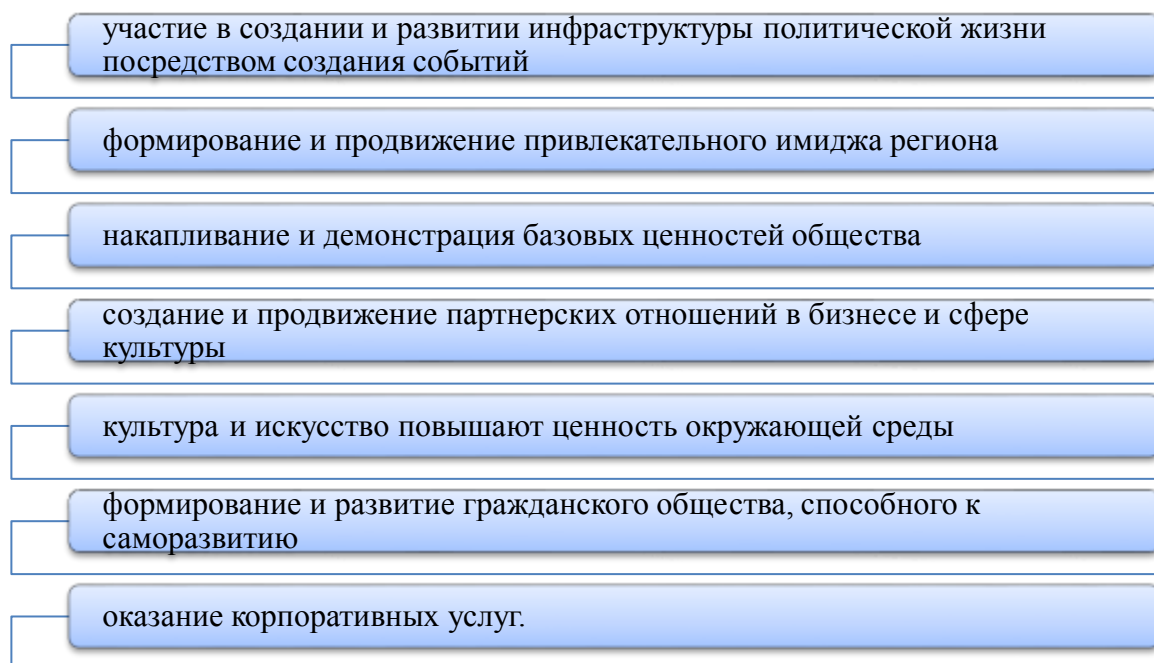 участие в создании и развитии инфраструктуры политической жизни
посредством создания событий
формирование и продвижение привлекательного имиджа региона
накапливание и демонстрация базовых ценностей общества
создание и продвижение партнерских отношений в бизнесе и сфере
культуры
культура и искусство повышают ценность окружающей среды
формирование и развитие гражданского общества, способного к
саморазвитию
оказание корпоративных услуг.